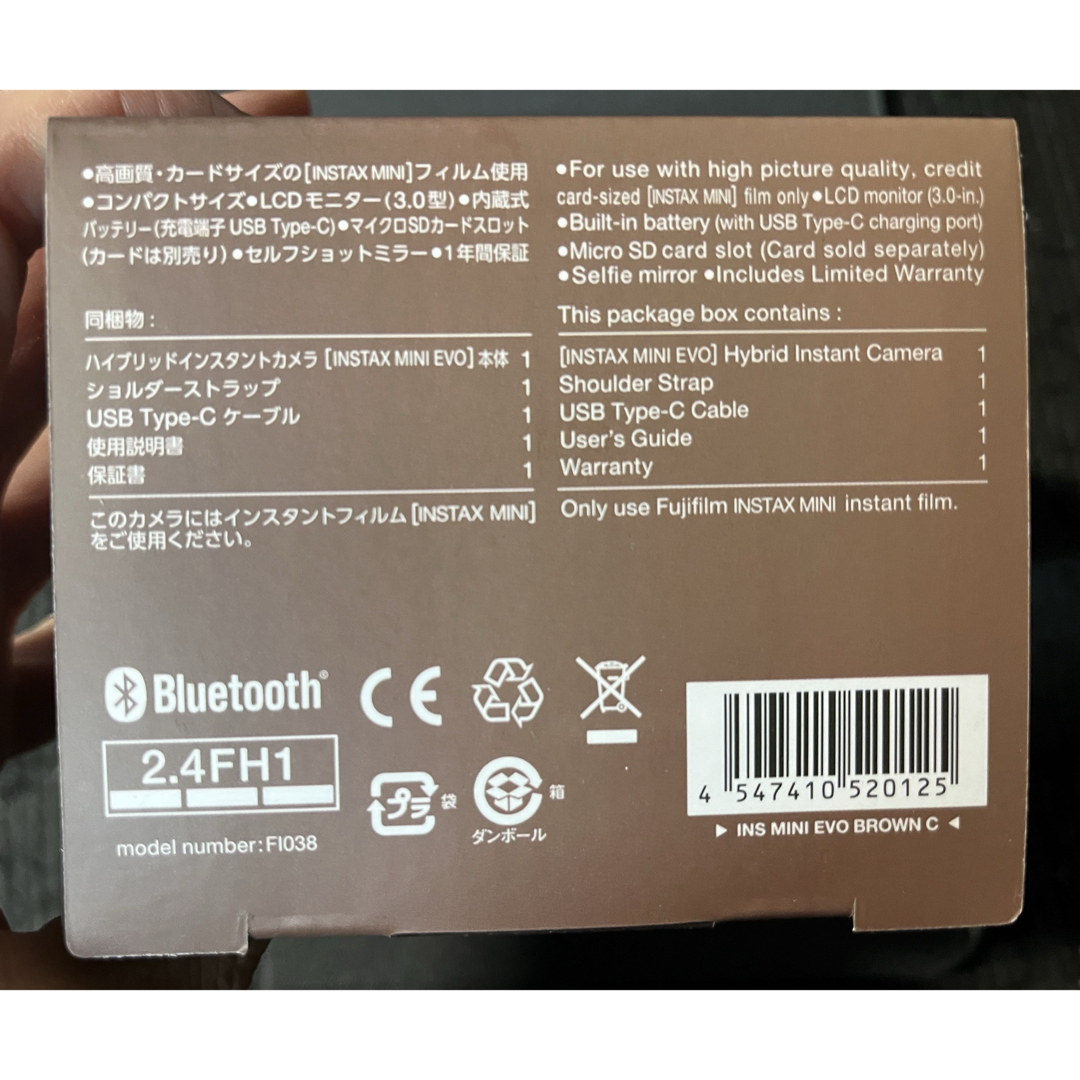 ●高画質・カードサイズの[INSTAX MINI]フィルム使用
●コンパクトサイズ●LCDモニター(3.0型)●内蔵式
バッテリー(充電端子 USB Type-C)●マイクロSDカードスロット
(カードは別売り)●セルフショットミラー●1年間保証
同梱物:
ハイブリッドインスタントカメラ[INSTAX MINI EVO]本体 1
ショルダーストラップ 1
USB Type-C ケーブル 1
使用説明書 1
保証書 1
このカメラにはインスタントフィルム[INSTAX MINI]
をご使用ください。
●For use with high picture quality, credit
card-sized [INSTAX MINI] film only●LCD monitor (3.0-in.)
●Built-in battery (with USB Type-C charging port)
●Micro SD card slot (Card sold separately)
●Selfie mirror ●Includes Limited Warranty
This package box contains :
[INSTAX MINI EVO] Hybrid Instant Camera 1
Shoulder Strap 1
USB Type-C Cable 1
User's Guide 1
Warranty 1
Only use Fujifilm INSTAX MINI instant film.
Bluetooth®
CE
2.4FH1
model number:FI038
プラ 袋
箱
ダンボール
4 547410 520125
▶ INS MINI EVO BROWN C ◀